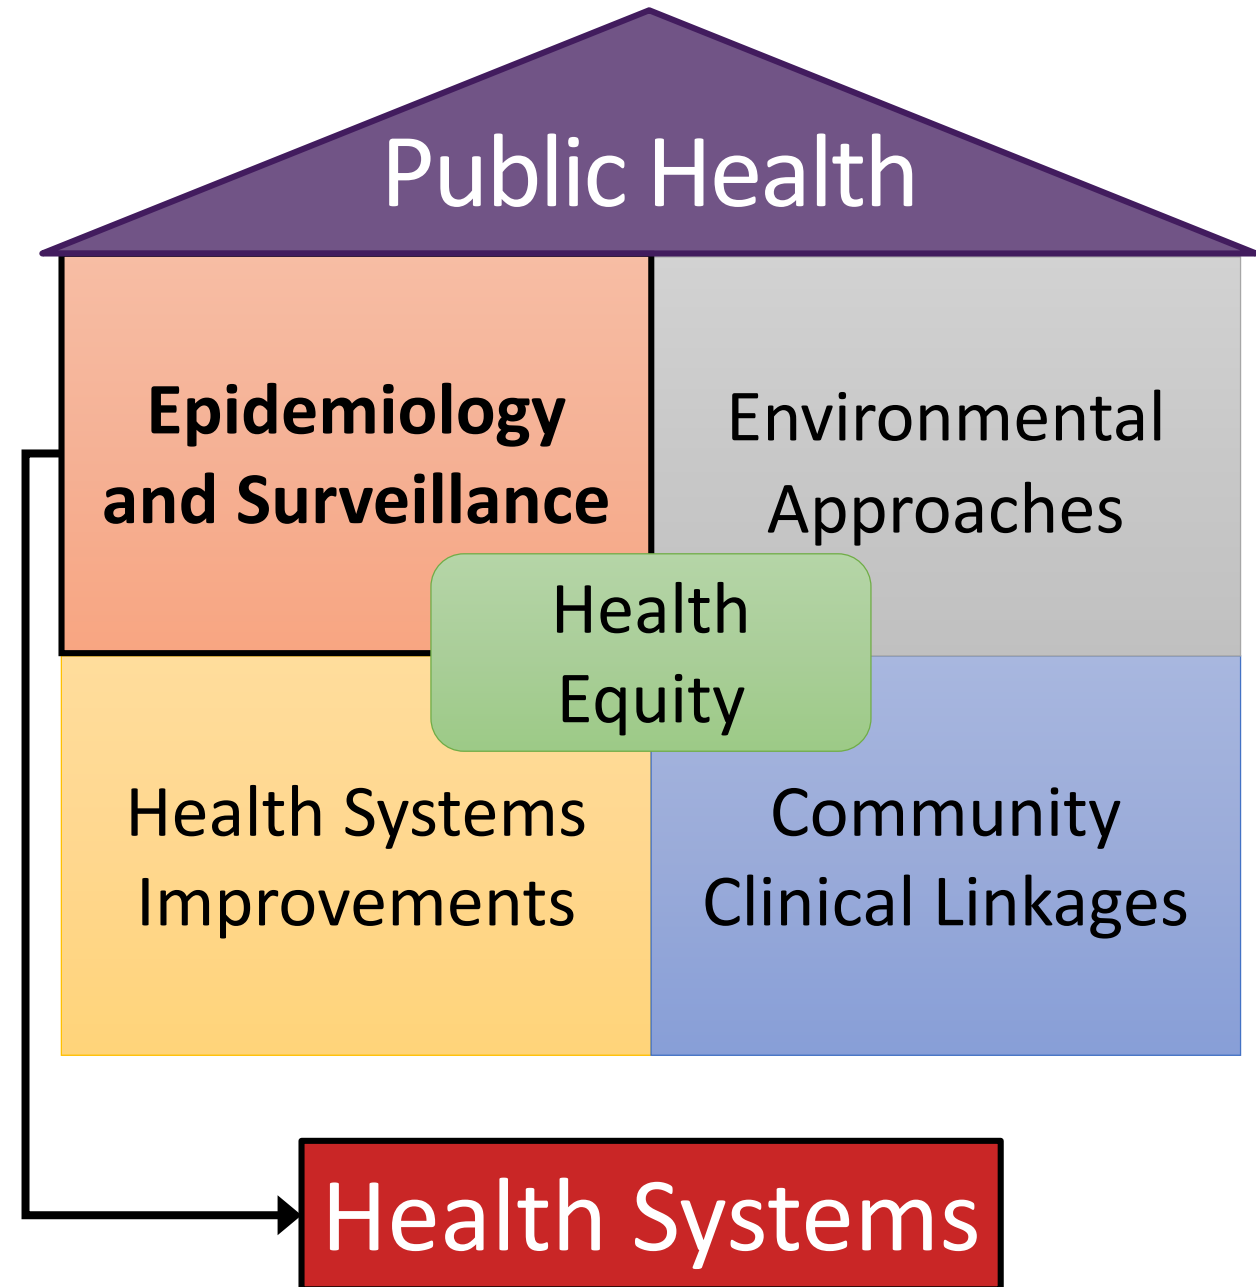 Public Health
Epidemiology
and Surveillance
Environmental
Approaches
Health
Equity
Health Systems
Improvements
Community
Clinical Linkages
Health Systems